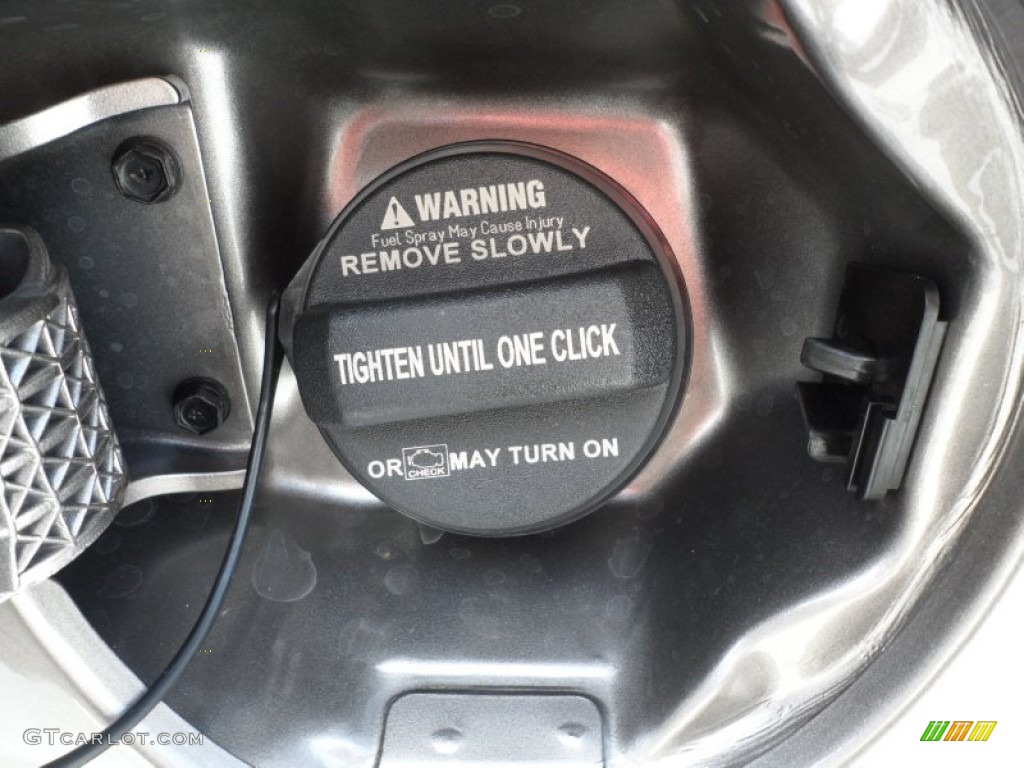 WARNING
Fuel Spray May Cause Injury
REMOVE SLOWLY
TIGHTEN UNTIL ONE CLICK
OR CHECK MAY TURN ON
GTCARLOT.COM